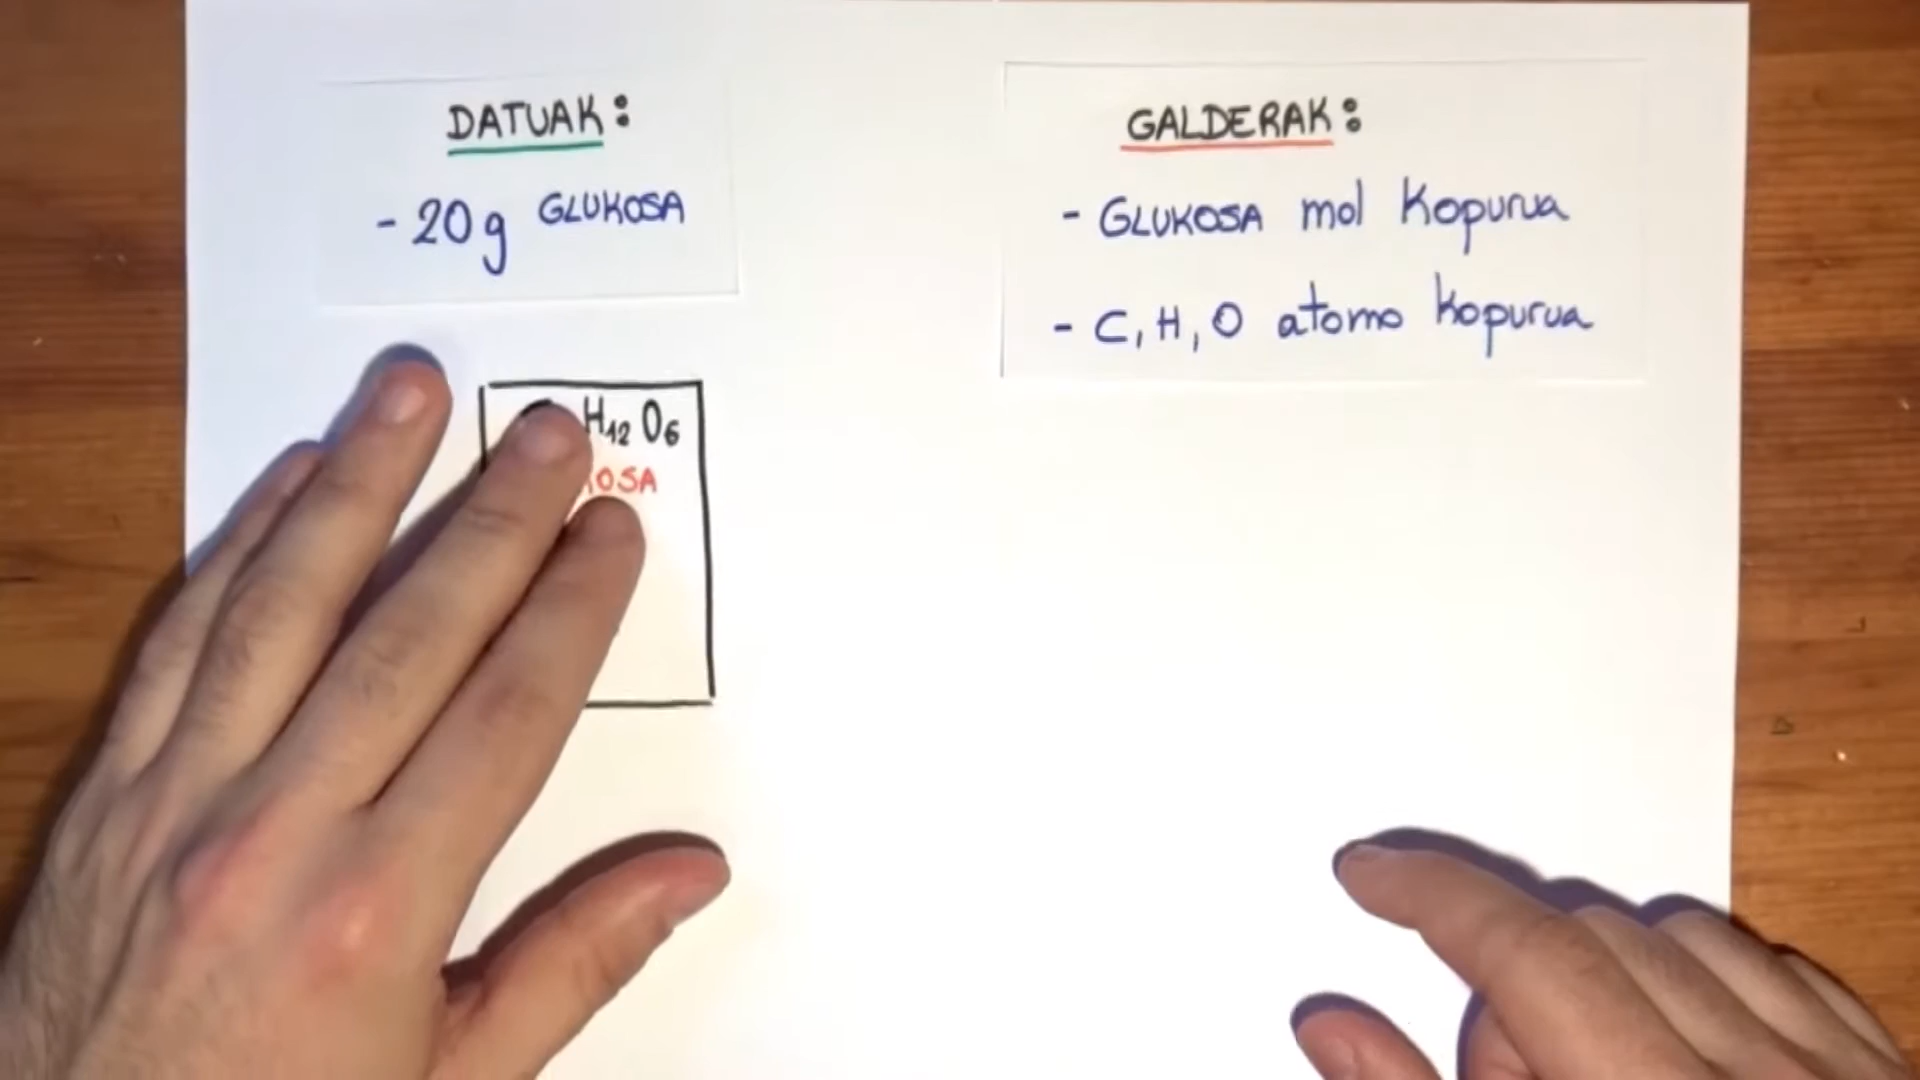 DATUAK:
- 20g GLUKOSA
GALDERAK:
- GLUKOSA mol kopurua
- C, H, O atomo kopurua
H12 O6